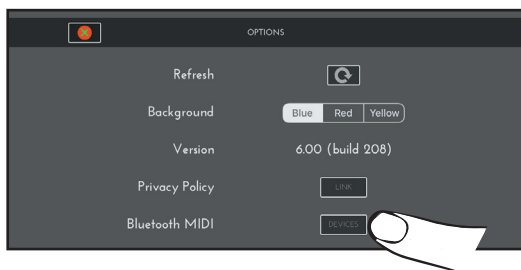 OPTIONS
Refresh
Background Blue Red Yellow
Version 6.00 (build 208)
Privacy Policy LINK
Bluetooth MIDI DEVICES